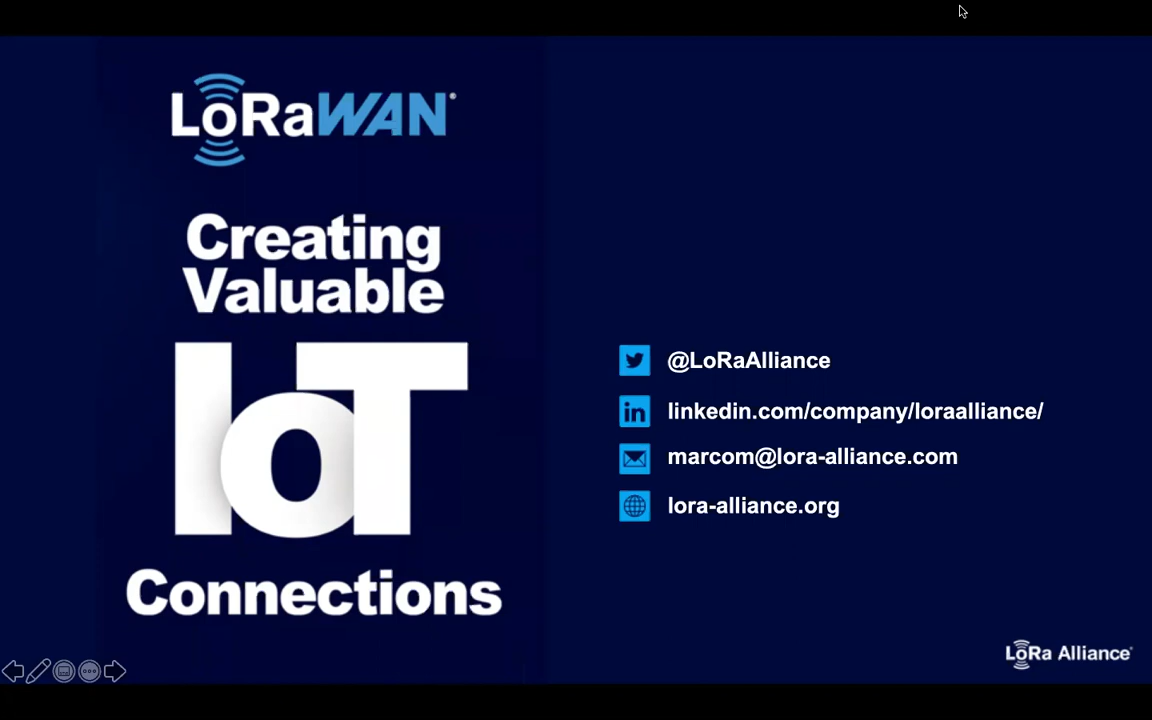 LoRaWAN®
Creating
Valuable
IoT
Connections
@LoRaAlliance
linkedin.com/company/loraalliance/
marcom@lora-alliance.com
lora-alliance.org
LoRa Alliance®